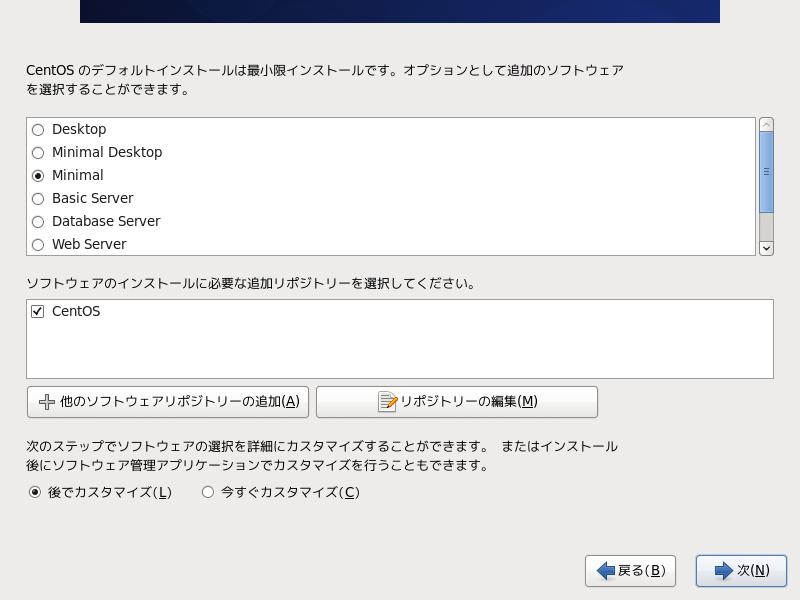 CentOS のデフォルトインストールは最小限インストールです。オプションとして追加のソフトウェア
を選択することができます。
Desktop
Minimal Desktop
Minimal
Basic Server
Database Server
Web Server
ソフトウェアのインストールに必要な追加リポジトリーを選択してください。
CentOS
他のソフトウェアリポジトリーの追加(A) リポジトリーの編集(M)
次のステップでソフトウェアの選択を詳細にカスタマイズすることができます。 またはインストール
後にソフトウェア管理アプリケーションでカスタマイズを行うこともできます。
後でカスタマイズ(L) 今すぐカスタマイズ(C)
戻る(B) 次(N)